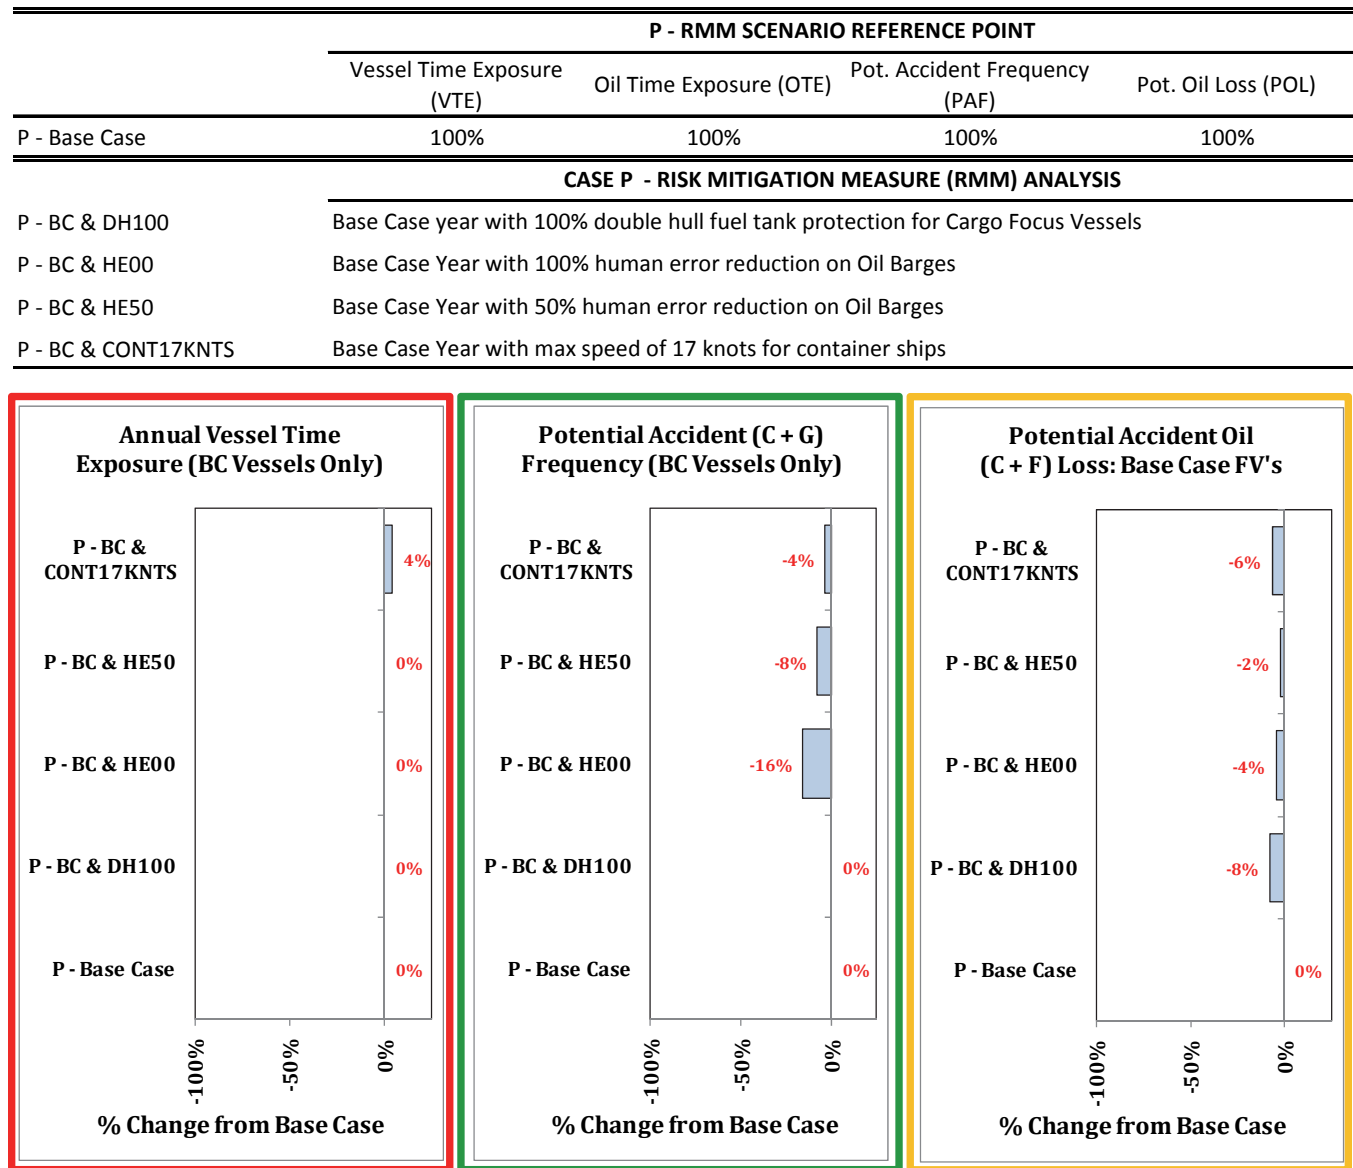 P - RMM SCENARIO REFERENCE POINT
Vessel Time Exposure (VTE)
Oil Time Exposure (OTE)
Pot. Accident Frequency (PAF)
Pot. Oil Loss (POL)
P - Base Case 100% 100% 100% 100%
CASE P - RISK MITIGATION MEASURE (RMM) ANALYSIS
P - BC & DH100 Base Case year with 100% double hull fuel tank protection for Cargo Focus Vessels
P - BC & HE00 Base Case Year with 100% human error reduction on Oil Barges
P - BC & HE50 Base Case Year with 50% human error reduction on Oil Barges
P - BC & CONT17KNTS Base Case Year with max speed of 17 knots for container ships
Annual Vessel Time
Exposure (BC Vessels Only)
P - BC &
CONT17KNTS
4%
P - BC & HE50
0%
P - BC & HE00
0%
P - BC & DH100
0%
P - Base Case
0%
-100%
-50%
0%
% Change from Base Case
Potential Accident (C + G)
Frequency (BC Vessels Only)
P - BC &
CONT17KNTS
-4%
P - BC & HE50
-8%
P - BC & HE00
-16%
P - BC & DH100
0%
P - Base Case
0%
-100%
-50%
0%
% Change from Base Case
Potential Accident Oil
(C + F) Loss: Base Case FV's
P - BC &
CONT17KNTS
-6%
P - BC & HE50
-2%
P - BC & HE00
-4%
P - BC & DH100
-8%
P - Base Case
0%
-100%
-50%
0%
% Change from Base Case